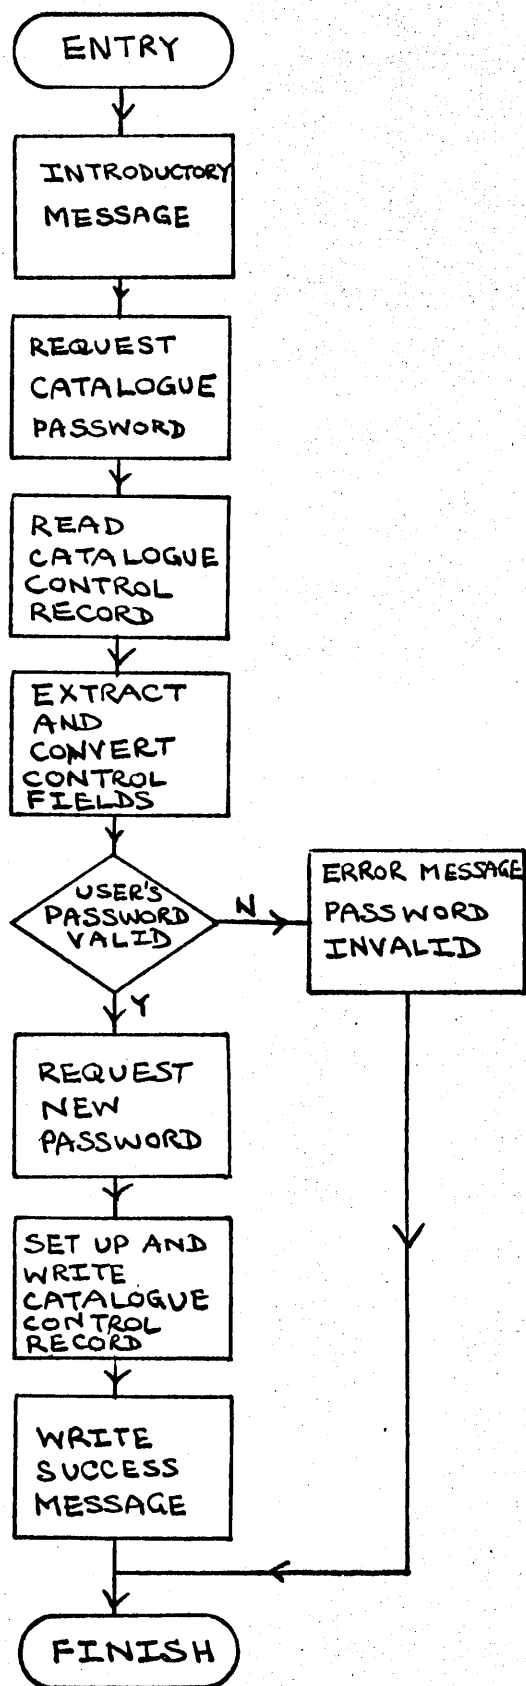 ENTRY
INTRODUCTORY
MESSAGE
REQUEST
CATALOGUE
PASSWORD
READ
CATALOGUE
CONTROL
RECORD
EXTRACT
AND
CONVERT
CONTROL
FIELDS
USER'S
PASSWORD
VALID
N
ERROR MESSAGE
PASSWORD
INVALID
Y
REQUEST
NEW
PASSWORD
SET UP AND
WRITE
CATALOGUE
CONTROL
RECORD
WRITE
SUCCESS
MESSAGE
FINISH